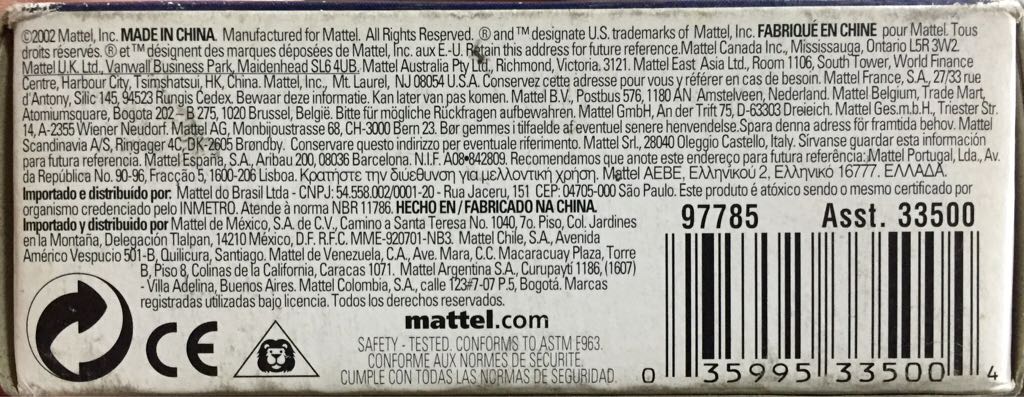 ©2002 Mattel, Inc. MADE IN CHINA. Manufactured for Mattel. All Rights Reserved. ® and ™ designate U.S. trademarks of Mattel, Inc. FABRIQUÉ EN CHINE pour Mattel. Tous
droits réservés. ® et ™ désignent des marques déposées de Mattel, Inc. aux É-U. Retain this address for future reference. Mattel Canada Inc., Mississauga, Ontario L5R 3W2.
Mattel U.K. Ltd., Vanwall Business Park, Maidenhead SL6 4UB. Mattel Australia Pty Ltd., Richmond, Victoria. 3121. Mattel East Asia Ltd., Room 1106, South Tower, World Finance
Centre, Harbour City, Tsimshatsui, HK, China. Mattel, Inc., Mt. Laurel, NJ 08054 U.S.A. Conservez cette adresse pour vous y référer en cas de besoin. Mattel France, S.A., 27/33 rue
d'Antony, Silic 145, 94523 Rungis Cedex. Bewaar deze informatie. Kan later van pas komen. Mattel B.V., Postbus 576, 1180 AN Amstelveen, Nederland. Mattel Belgium, Trade Mart,
Atomiumsquare, Bogota 202 - B 275, 1020 Brussel, België. Bitte für mögliche Rückfragen aufbewahren. Mattel GmbH, An der Trift 75, D-63303 Dreieich. Mattel Ges.m.b.H., Triester Str.
14, A-2355 Wiener Neudorf. Mattel AG, Monbijoustrasse 68, CH-3000 Bern 23. Bør gemmes i tilfaelde af eventuel senere henvendelse. Spara denna adress för framtida behov. Mattel
Scandinavia A/S, Ringager 4C, DK-2605 Brøndby. Conservare questo indirizzo per eventuale riferimento. Mattel Srl., 28040 Oleggio Castello, Italy. Sírvanse guardar esta información
para futura referencia. Mattel España, S.A., Aribau 200, 08036 Barcelona. N.I.F. A08-842809. Recomendamos que anote este endereço para futura referência: Mattel Portugal, Lda., Av.
da República No. 90-96, Fracção 5, 1600-206 Lisboa. Κρατήστε την διεύθυνση για μελλοντική χρήση. Mattel AEBE, Ελληνικού 2, Ελληνικό 16777. ΕΛΛΑΔΑ.
Importado e distribuído por: Mattel do Brasil Ltda - CNPJ: 54.558.002/0001-20 - Rua Jaceru, 151 CEP: 04705-000 São Paulo. Este produto é atóxico sendo o mesmo certificado por
organismo credenciado pelo INMETRO. Atende à norma NBR 11786. HECHO EN / FABRICADO NA CHINA.
Importado y distribuido por Mattel de México, S.A. de C.V., Camino a Santa Teresa No. 1040, 7o. Piso, Col. Jardines
en la Montaña, Delegación Tlalpan, 14210 México, D.F. R.F.C. MME-920701-NB3. Mattel Chile, S.A., Avenida
Américo Vespucio 501-B, Quilicura, Santiago. Mattel de Venezuela, C.A., Ave. Mara, C.C. Macaracuay Plaza, Torre
B, Piso 8, Colinas de la California, Caracas 1071. Mattel Argentina S.A., Curupaytí 1186, (1607)
- Villa Adelina, Buenos Aires. Mattel Colombia, S.A., calle 123#7-07 P.5, Bogotá. Marcas
registradas utilizadas bajo licencia. Todos los derechos reservados.
97785 Asst. 33500
mattel.com
CE
SAFETY - TESTED. CONFORMS TO ASTM F963.
CONFORME AUX NORMES DE SÉCURITÉ.
CUMPLE CON TODAS LAS NORMAS DE SEGURIDAD.
0 35995 33500 4